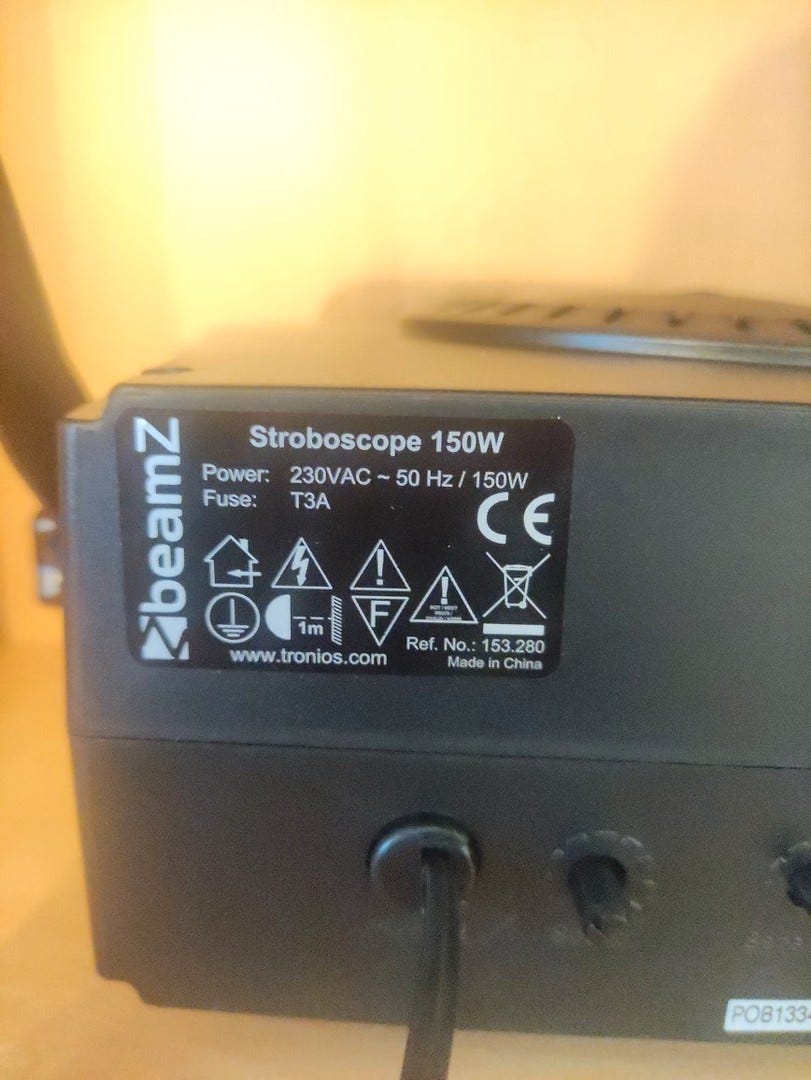 beamZ
Stroboscope 150W
Power: 230VAC ~ 50 Hz / 150W
Fuse: T3A
CE
1m
F
www.tronios.com
Ref. No.: 153.280
Made in China
POB1334